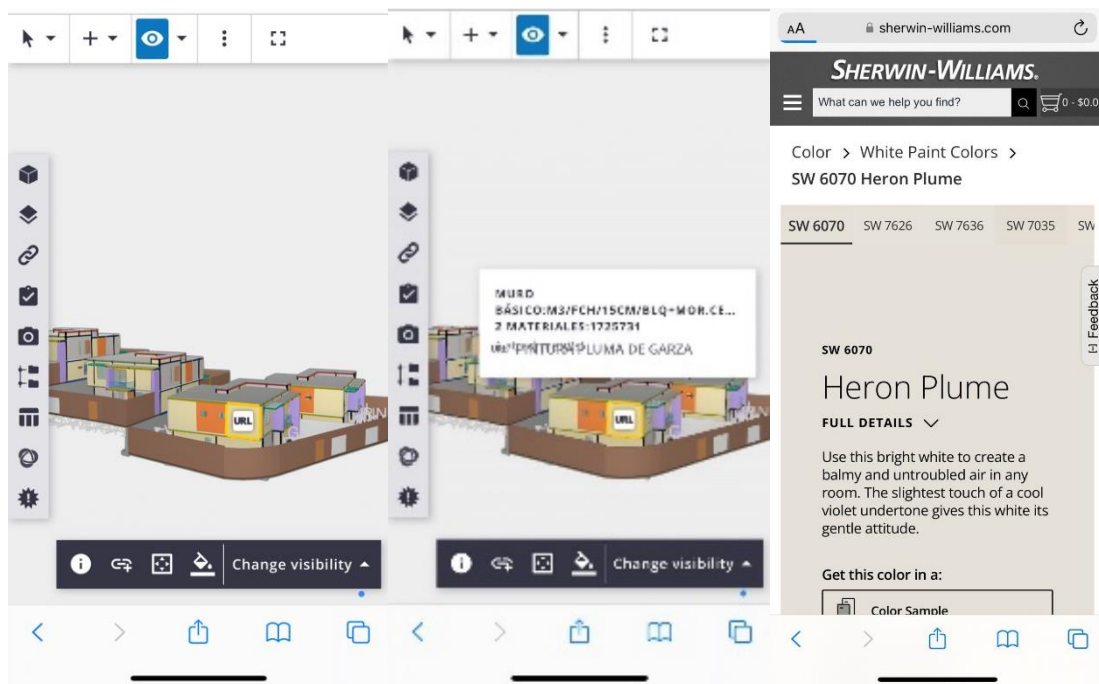 URL
Change visibility
MURO
BÁSICO:M3/FCH/15CM/BLQ+MOR.CE...
2 MATERIALES:1725731
PLUMA DE GARZA
URL
Change visibility
AA
sherwin-williams.com
SHERWIN-WILLIAMS.
What can we help you find?
0 - $0.0
Color > White Paint Colors >
SW 6070 Heron Plume
SW 6070 SW 7626 SW 7636 SW 7035 SW
Feedback
SW 6070
Heron Plume
FULL DETAILS
Use this bright white to create a
balmy and untroubled air in any
room. The slightest touch of a cool
violet undertone gives this white its
gentle attitude.
Get this color in a:
Color Sample